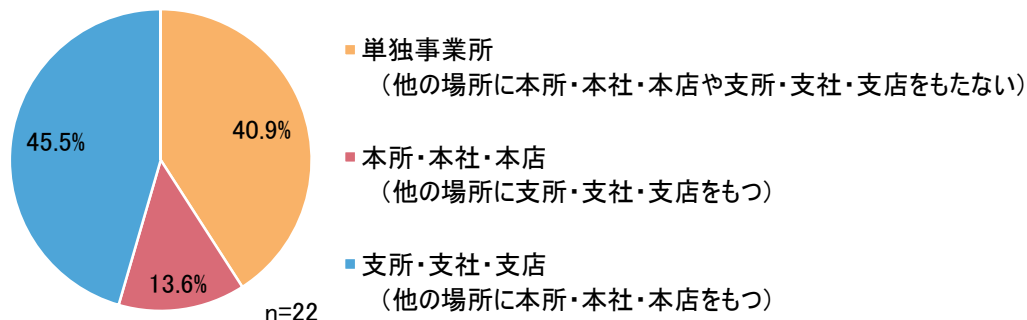 45.5%
40.9%
13.6%
n=22
単独事業所
（他の場所に本所・本社・本店や支所・支社・支店をもたない）
本所・本社・本店
（他の場所に支所・支社・支店をもつ）
支所・支社・支店
（他の場所に本所・本社・本店をもつ）